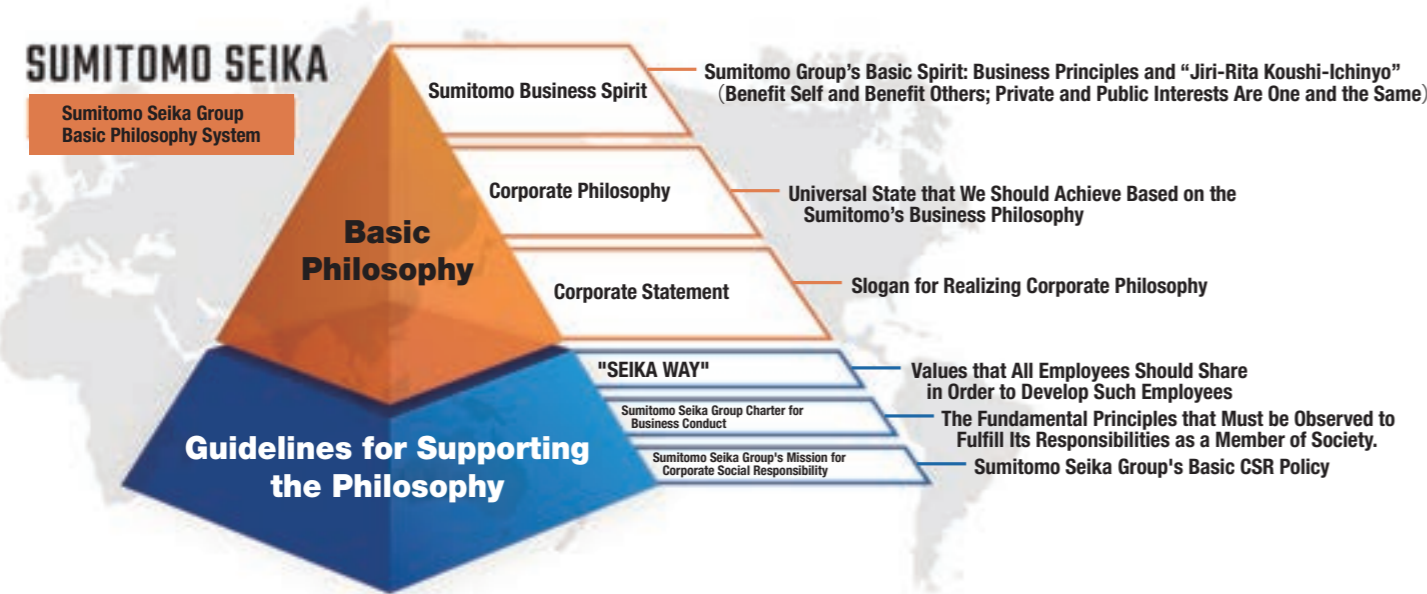 SUMITOMO SEIKA
Sumitomo Seika Group
Basic Philosophy System
Basic
Philosophy
Sumitomo Business Spirit
Sumitomo Group's Basic Spirit: Business Principles and “Jiri-Rita Koushi-Ichinyo”
（Benefit Self and Benefit Others; Private and Public Interests Are One and the Same）
Corporate Philosophy
Universal State that We Should Achieve Based on the
Sumitomo's Business Philosophy
Corporate Statement
Slogan for Realizing Corporate Philosophy
Guidelines for Supporting
the Philosophy
"SEIKA WAY"
Values that All Employees Should Share
in Order to Develop Such Employees
Sumitomo Seika Group Charter for
Business Conduct
The Fundamental Principles that Must be Observed to
Fulfill Its Responsibilities as a Member of Society.
Sumitomo Seika Group's Mission for
Corporate Social Responsibility
Sumitomo Seika Group's Basic CSR Policy